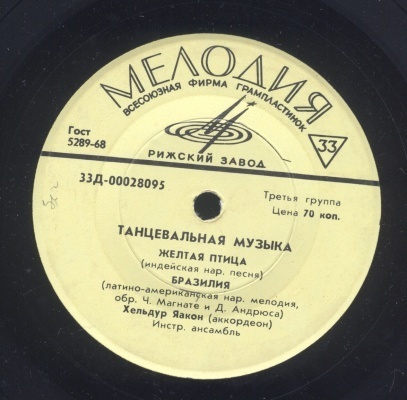 МЕЛОДИЯ
ВСЕСОЮЗНАЯ ФИРМА ГРАМПЛАСТИНОК
Гост
5289-68
33
РИЖСКИЙ ЗАВОД
33Д-00028095
Третья группа
Цена 70 коп.
ТАНЦЕВАЛЬНАЯ МУЗЫКА
ЖЕЛТАЯ ПТИЦА
(индейская нар. песня)
БРАЗИЛИЯ
(латино-американская нар. мелодия,
обр. Ч. Магнате и Д. Андрюса)
Хельдур Яакон (аккордеон)
Инстр. ансамбль